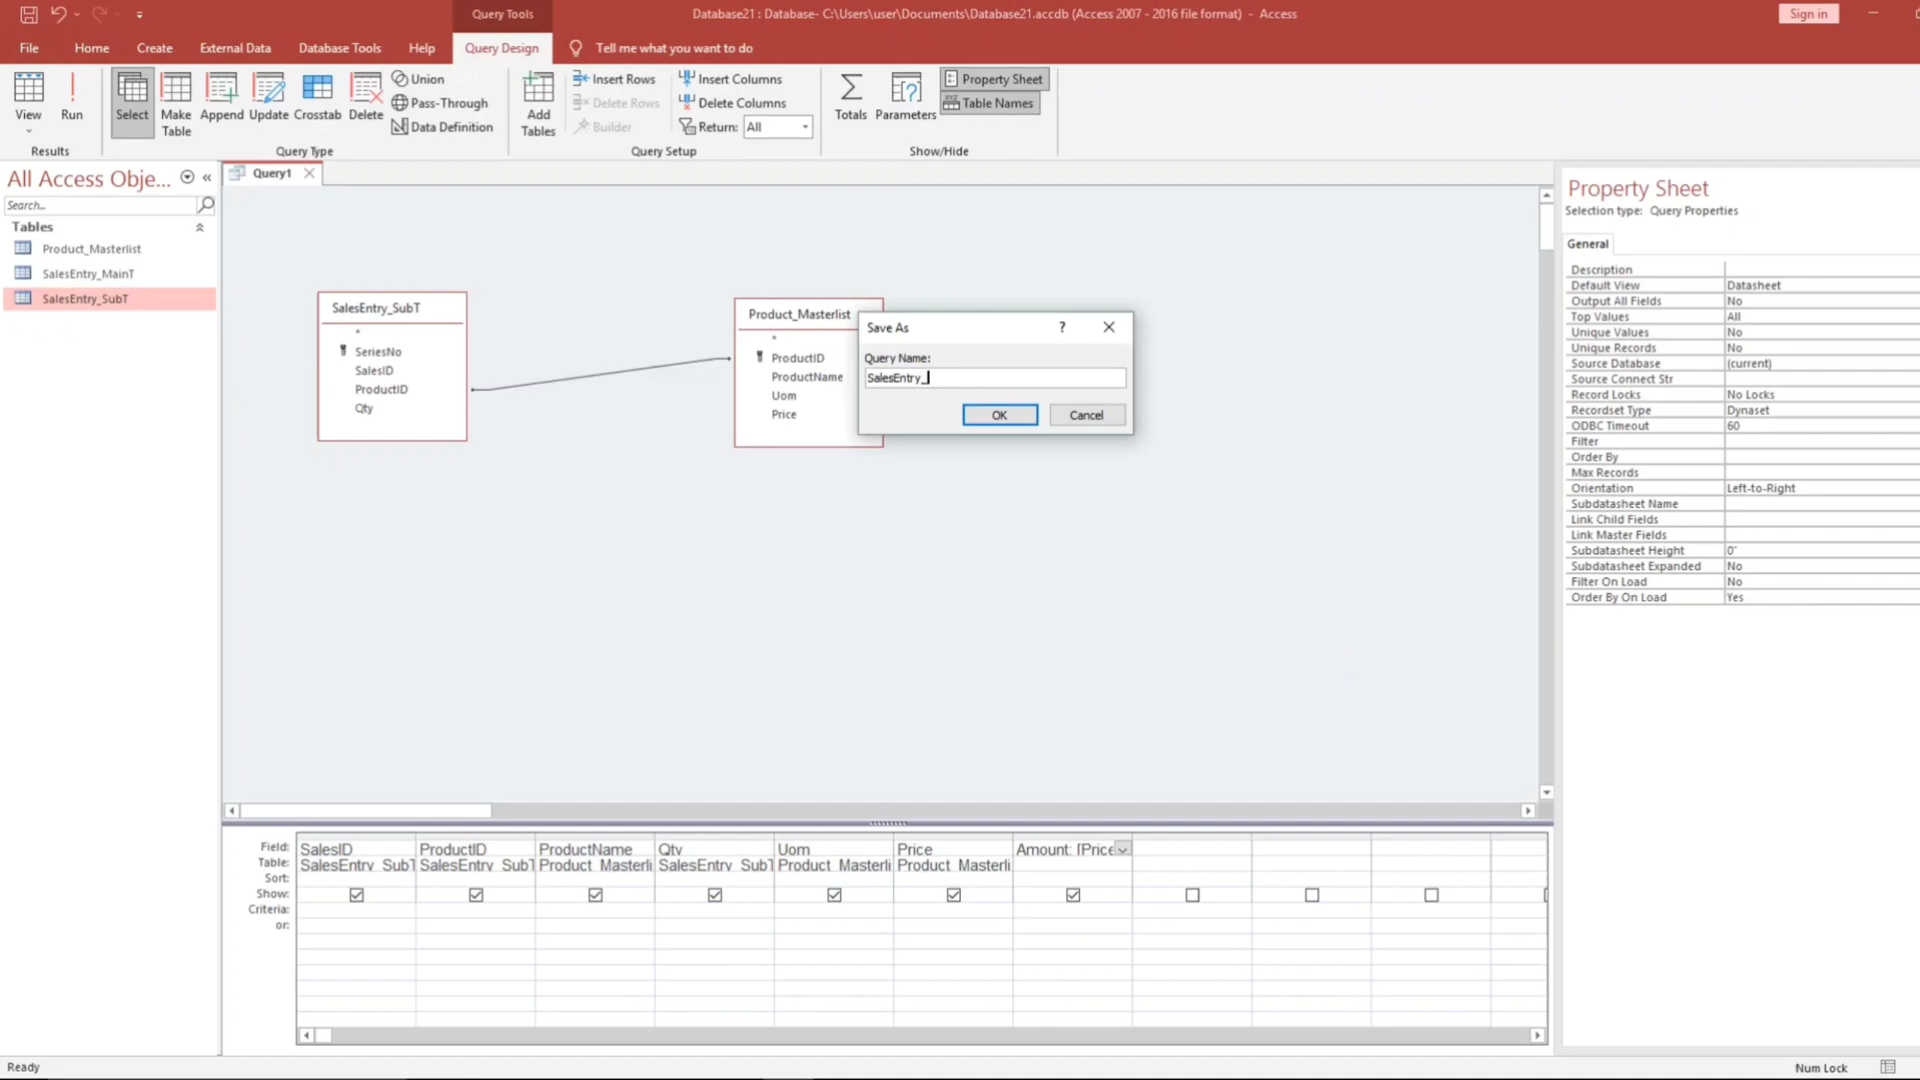 Query Tools
Database21 : Database- C:\Users\user\Documents\Database21.accdb (Access 2007 - 2016 file format) - Access
Sign in
File
Home
Create
External Data
Database Tools
Help
Query Design
Tell me what you want to do
View
Run
Results
Select
Make Table
Append
Update
Crosstab
Delete
Union
Pass-Through
Data Definition
Query Type
Add Tables
Insert Rows
Delete Rows
Builder
Insert Columns
Delete Columns
Return: All
Query Setup
Totals
Parameters
Property Sheet
Table Names
Show/Hide
All Access Obje...
Search...
Tables
Product_Masterlist
SalesEntry_MainT
SalesEntry_SubT
Query1
SalesEntry_SubT
*
SeriesNo
SalesID
ProductID
Qty
Product_Masterlist
*
ProductID
ProductName
Uom
Price
Save As
?
Query Name:
SalesEntry_
OK
Cancel
Property Sheet
Selection type: Query Properties
General
Description
Default View Datasheet
Output All Fields No
Top Values All
Unique Values No
Unique Records No
Source Database (current)
Source Connect Str
Record Locks No Locks
Recordset Type Dynaset
ODBC Timeout 60
Filter
Order By
Max Records
Orientation Left-to-Right
Subdatasheet Name
Link Child Fields
Link Master Fields
Subdatasheet Height 0"
Subdatasheet Expanded No
Filter On Load No
Order By On Load Yes
Field: SalesID ProductID ProductName Qty Uom Price Amount: [Price
Table: SalesEntry_SubT SalesEntry_SubT Product_Masterli SalesEntry_SubT Product_Masterli Product_Masterli
Sort:
Show:
Criteria:
or:
Ready
Num Lock